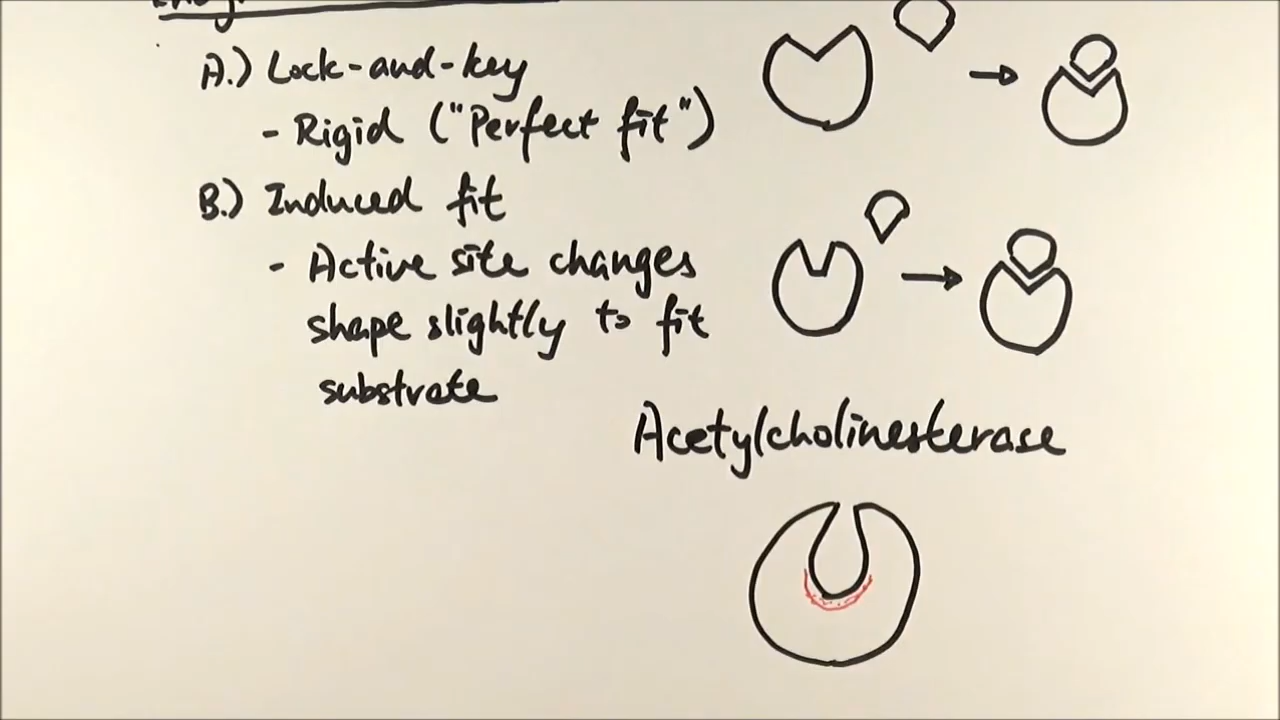 A.) Lock-and-key
- Rigid ("Perfect fit")
B.) Induced fit
- Active site changes
shape slightly to fit
substrate
Acetylcholinesterase